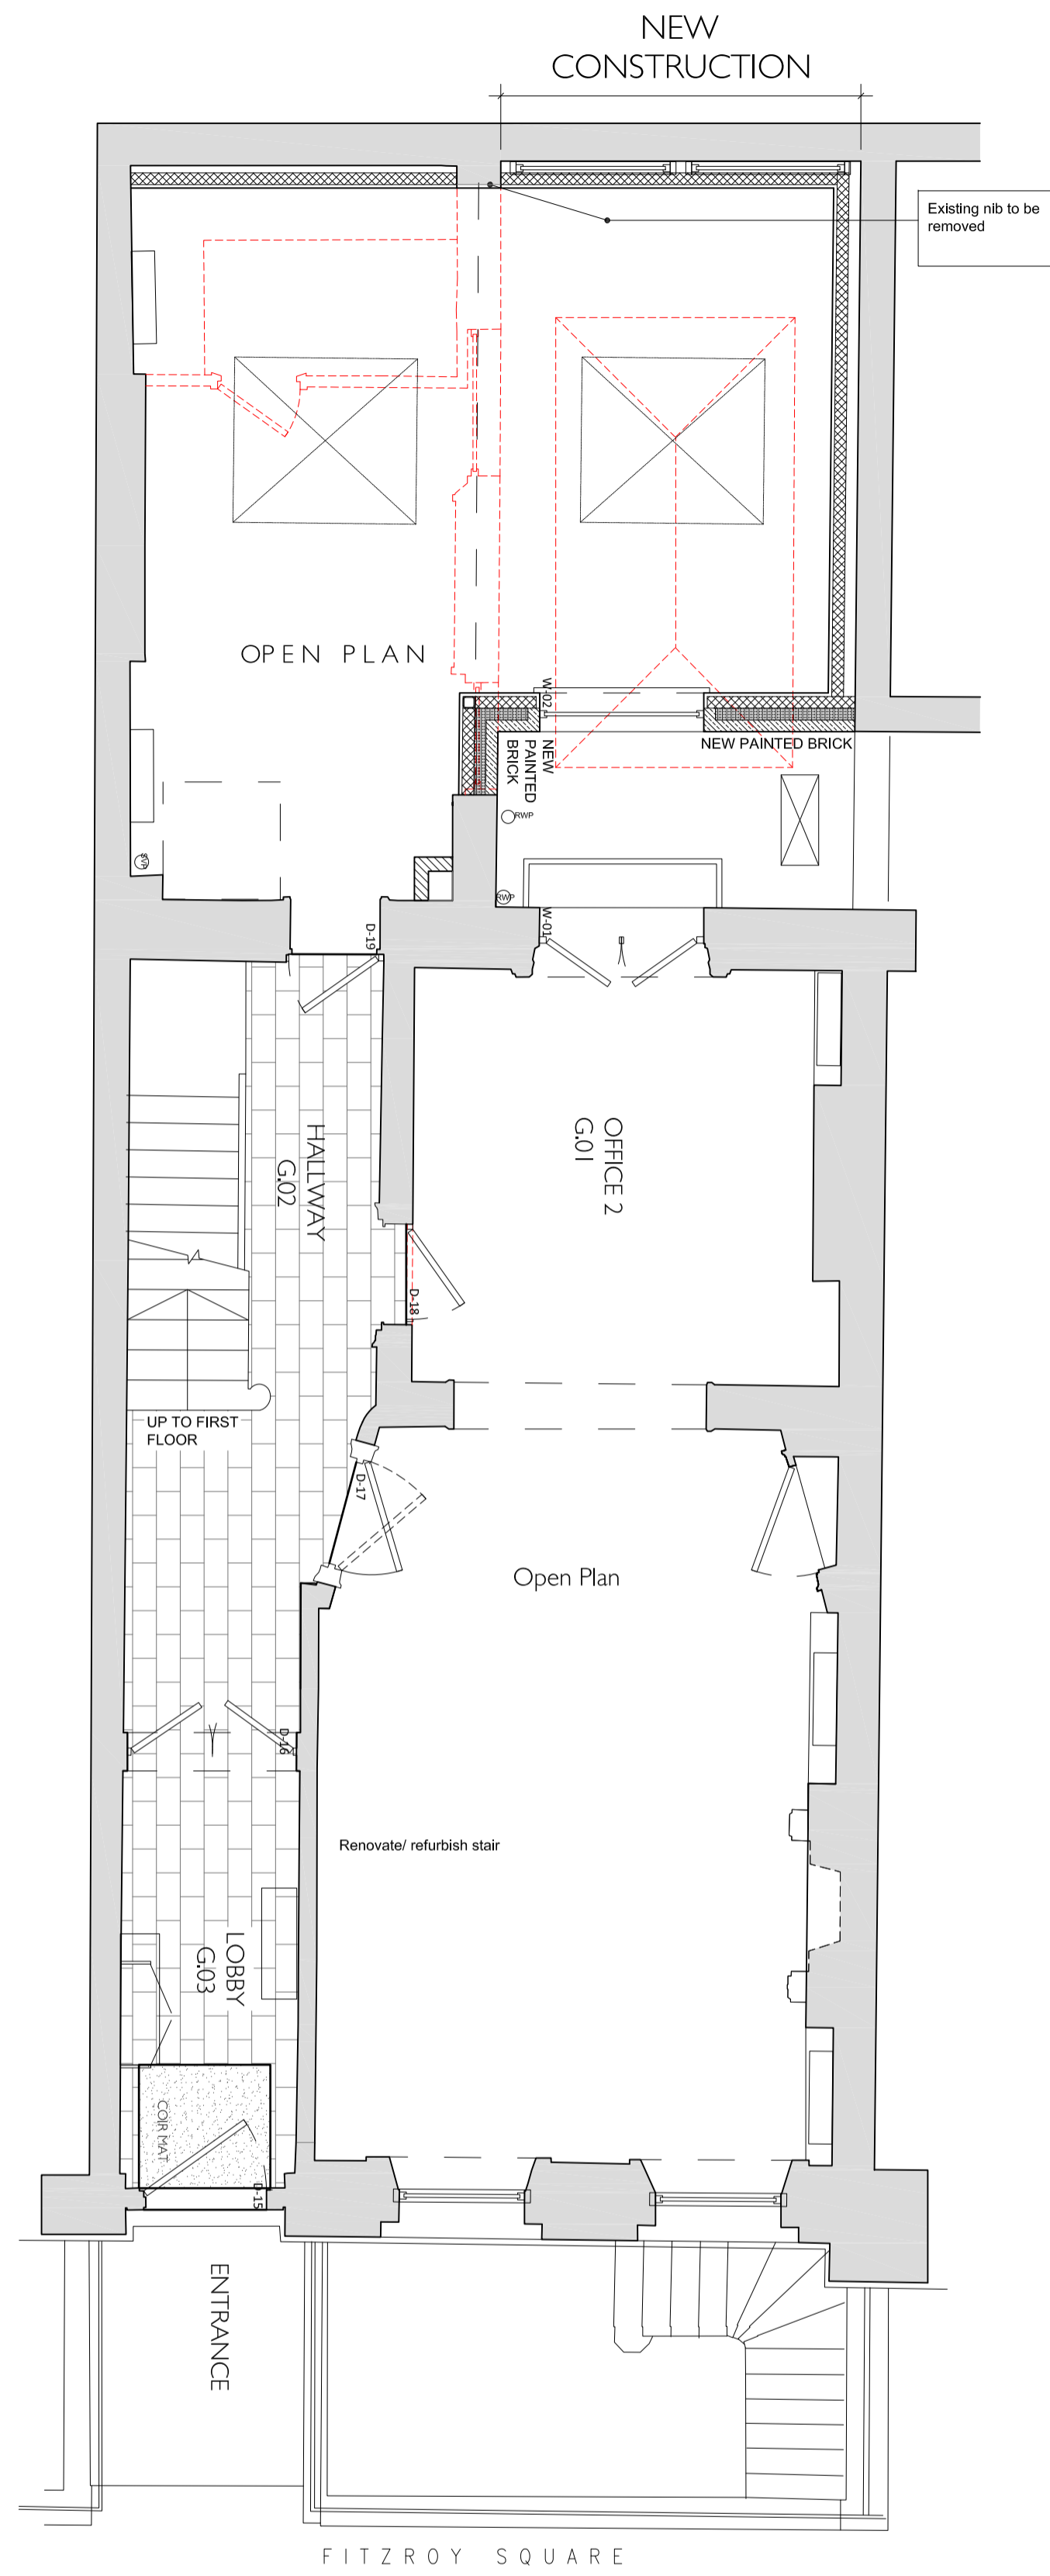 NEW
CONSTRUCTION
Existing nib to be
removed
OPEN PLAN
W-02
NEW PAINTED BRICK
NEW
PAINTED
BRICK
RWP
SVP
RWP
W-01
D-19
HALLWAY
G.02
OFFICE 2
G.01
D-18
UP TO FIRST
FLOOR
D-17
Open Plan
D-16
Renovate/ refurbish stair
LOBBY
G.03
COIR MAT
D-15
ENTRANCE
FITZROY SQUARE